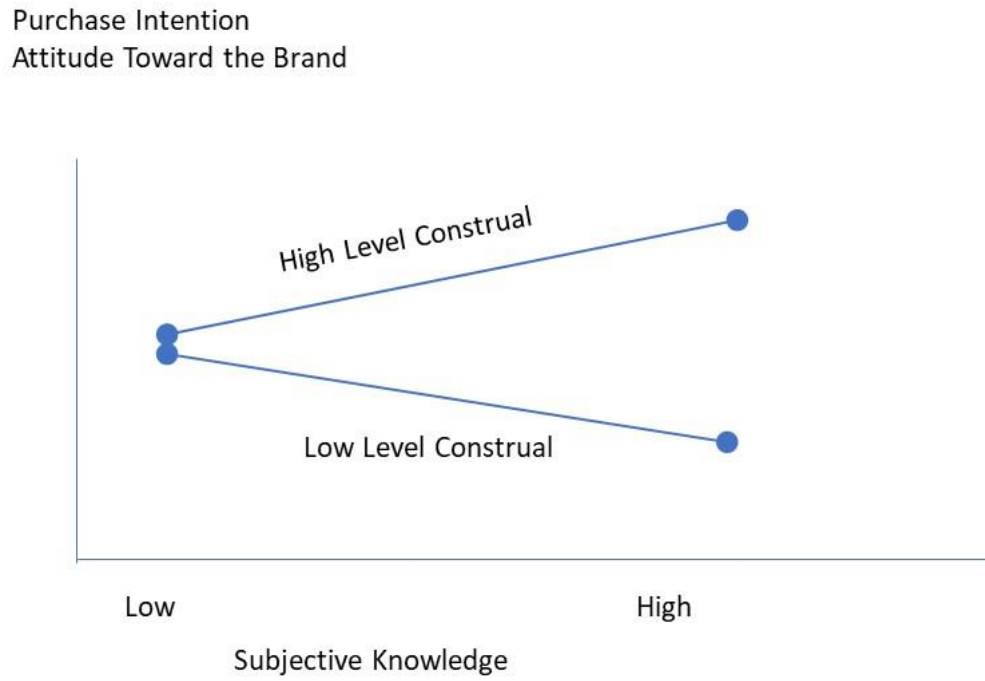 Purchase Intention
Attitude Toward the Brand
High Level Construal
Low Level Construal
Low
High
Subjective Knowledge